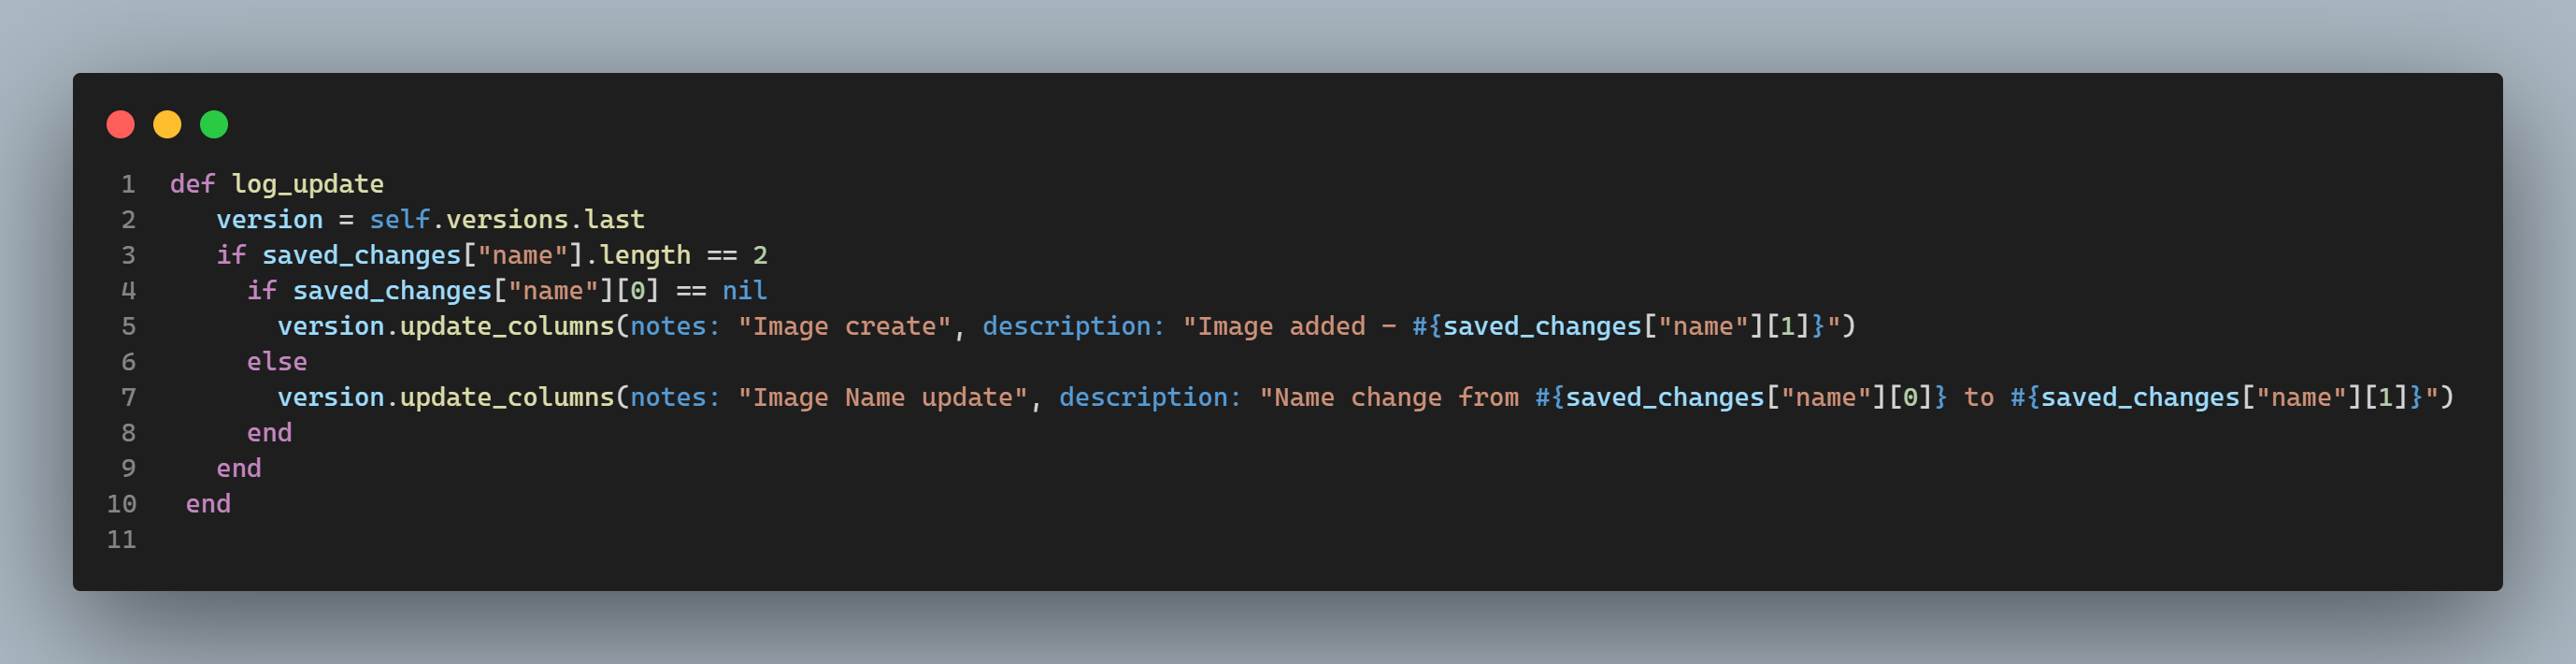 1 def log_update
2 version = self.versions.last
3 if saved_changes["name"].length == 2
4 if saved_changes["name"][0] == nil
5 version.update_columns(notes: "Image create", description: "Image added - #{saved_changes["name"][1]}")
6 else
7 version.update_columns(notes: "Image Name update", description: "Name change from #{saved_changes["name"][0]} to #{saved_changes["name"][1]}")
8 end
9 end
10 end
11